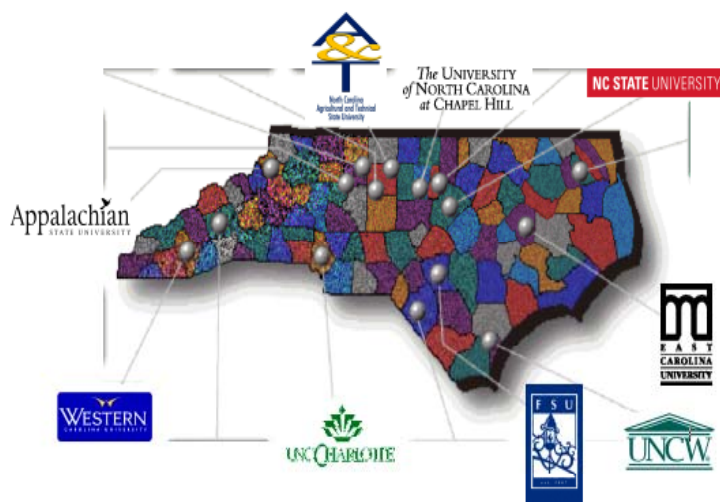 A&T
North Carolina
Agricultural and Technical
State University
The UNIVERSITY
of NORTH CAROLINA
at CHAPEL HILL
NC STATE UNIVERSITY
Appalachian
STATE UNIVERSITY
EAST
CAROLINA
UNIVERSITY
WESTERN
CAROLINA UNIVERSITY
UNC CHARLOTTE
FSU
UNCW